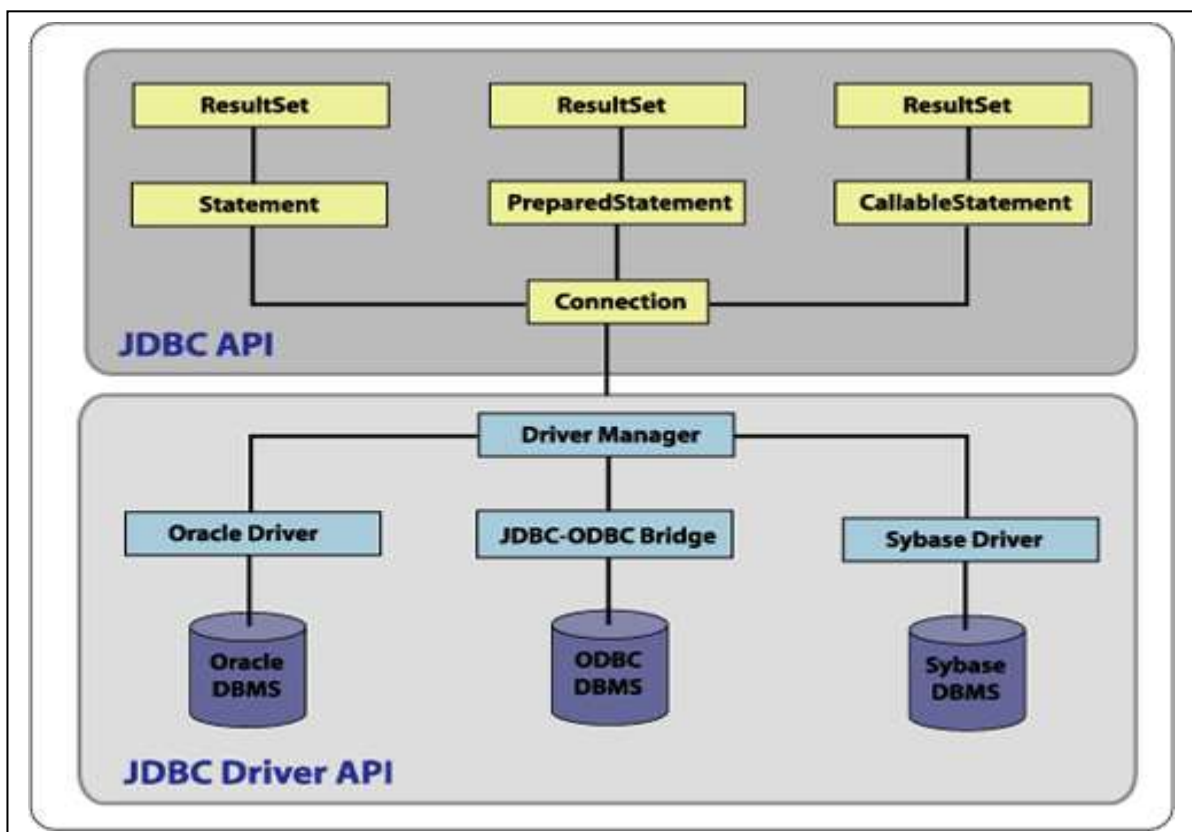 ResultSet
ResultSet
ResultSet
Statement
PreparedStatement
CallableStatement
Connection
JDBC API
Driver Manager
Oracle Driver
JDBC-ODBC Bridge
Sybase Driver
Oracle
DBMS
ODBC
DBMS
Sybase
DBMS
JDBC Driver API